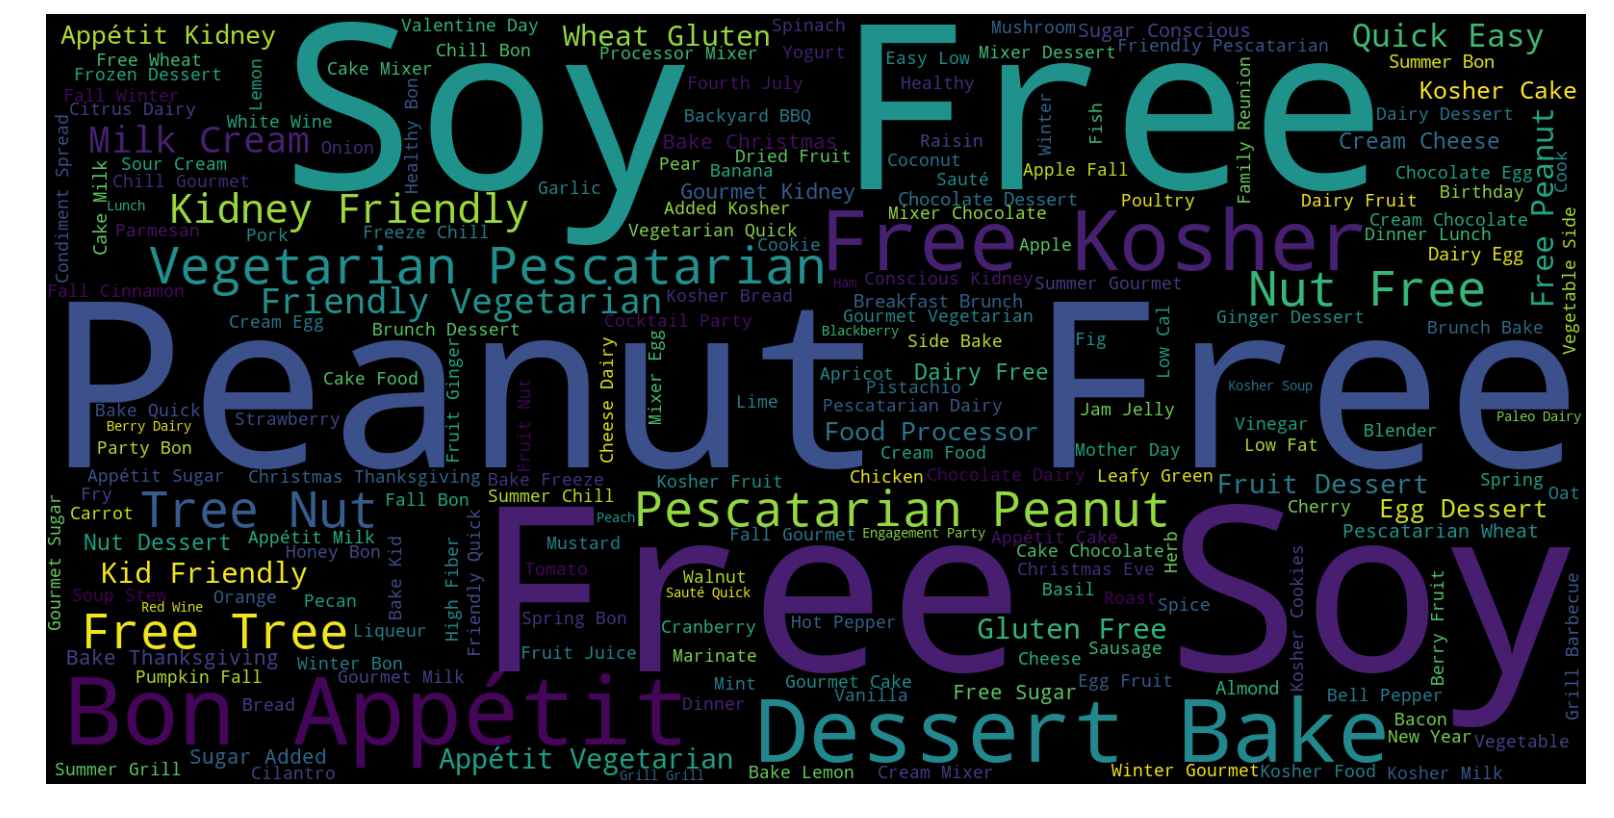 Soy Free
Peanut Free
Free Soy
Free Kosher
Bon Appétit
Dessert Bake
Vegetarian Pescatarian
Pescatarian Peanut
Tree Nut
Free Tree
Nut Free
Kidney Friendly
Friendly Vegetarian
Milk Cream
Appétit Kidney
Valentine Day
Wheat Gluten
Spinach
Mushroom
Sugar Conscious
Quick Easy
Free Wheat
Chill Bon
Processor Mixer
Yogurt
Easy Low
Mixer Dessert
Friendly Pescatarian
Summer Bon
Frozen Dessert
Lemon
Cake Mixer
Fourth July
Healthy
Kosher Cake
Fall Winter
Citrus Dairy
White Wine
Healthy Bon
Backyard BBQ
Winter
Fish
Family Reunion
Dairy Dessert
Onion
Bake Christmas
Raisin
Cream Cheese
Free Peanut
Condiment Spread
Sour Cream
Pear
Dried Fruit
Banana
Coconut
Apple Fall
Chocolate Egg
Cook
Cake Milk
Chill Gourmet
Garlic
Gourmet Kidney
Sauté
Chocolate Dessert
Poultry
Dairy Fruit
Birthday
Lunch
Added Kosher
Mixer Chocolate
Cream Chocolate
Parmesan
Pork
Freeze Chill
Vegetarian Quick
Cookie
Apple
Dinner Lunch
Vegetable Side
Dairy Egg
Fall Cinnamon
Kosher Bread
Ham
Conscious Kidney
Summer Gourmet
Breakfast Brunch
Cream Egg
Brunch Dessert
Cocktail Party
Gourmet Vegetarian
Blackberry
Ginger Dessert
Brunch Bake
Side Bake
Fig
Low Cal
Cake Food
Fruit Ginger
Fruit Nut
Cheese Dairy
Mixer Egg
Apricot
Dairy Free
Pistachio
Kosher Soup
Bake Quick
Strawberry
Lime
Pescatarian Dairy
Jam Jelly
Paleo Dairy
Berry Dairy
Food Processor
Vinegar
Blender
Party Bon
Cream Food
Mother Day
Low Fat
Appétit Sugar
Christmas Thanksgiving
Bake Freeze
Kosher Fruit
Chicken
Chocolate Dairy
Leafy Green
Fruit Dessert
Spring
Fry
Fall Bon
Summer Chill
Oat
Gourmet Sugar
Carrot
Peach
Cherry
Egg Dessert
Nut Dessert
Appétit Milk
Friendly Quick
Fall Gourmet
Engagement Party
Appétit Cake
Pescatarian Wheat
Honey Bon
Mustard
Cake Chocolate
Herb
Kid Friendly
Bake Kid
High Fiber
Tomato
Walnut
Christmas Eve
Kosher Cookies
Soup Stew
Orange
Pecan
Sauté Quick
Basil
Roast
Spice
Berry Fruit
Grill Barbecue
Red Wine
Liqueur
Spring Bon
Cranberry
Hot Pepper
Gluten Free
Sausage
Bake Thanksgiving
Winter Bon
Fruit Juice
Marinate
Cheese
Pumpkin Fall
Gourmet Milk
Mint
Gourmet Cake
Vanilla
Free Sugar
Egg Fruit
Almond
Bell Pepper
Bread
Dinner
Bacon
New Year
Vegetable
Sugar Added
Appétit Vegetarian
Summer Grill
Cilantro
Grill Grill
Bake Lemon
Cream Mixer
Winter Gourmet
Kosher Food
Kosher Milk